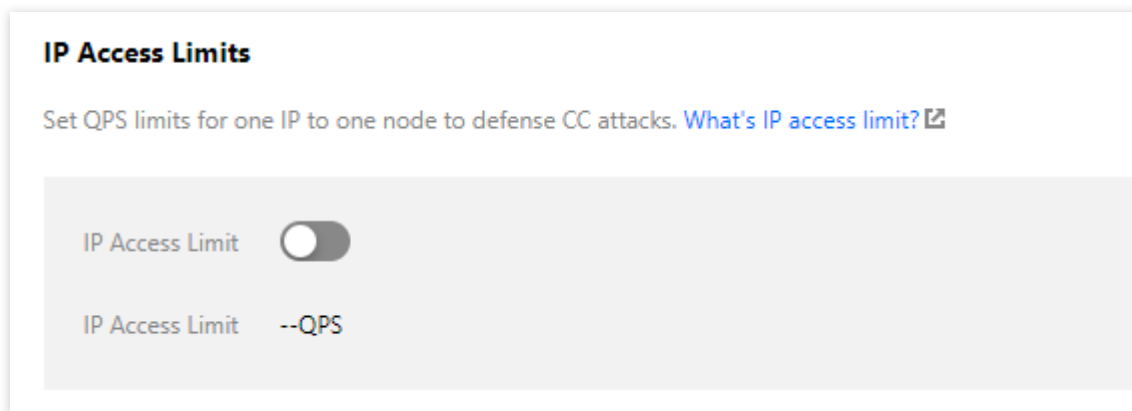 IP Access Limits
Set QPS limits for one IP to one node to defense CC attacks. What's IP access limit?
IP Access Limit
IP Access Limit --QPS